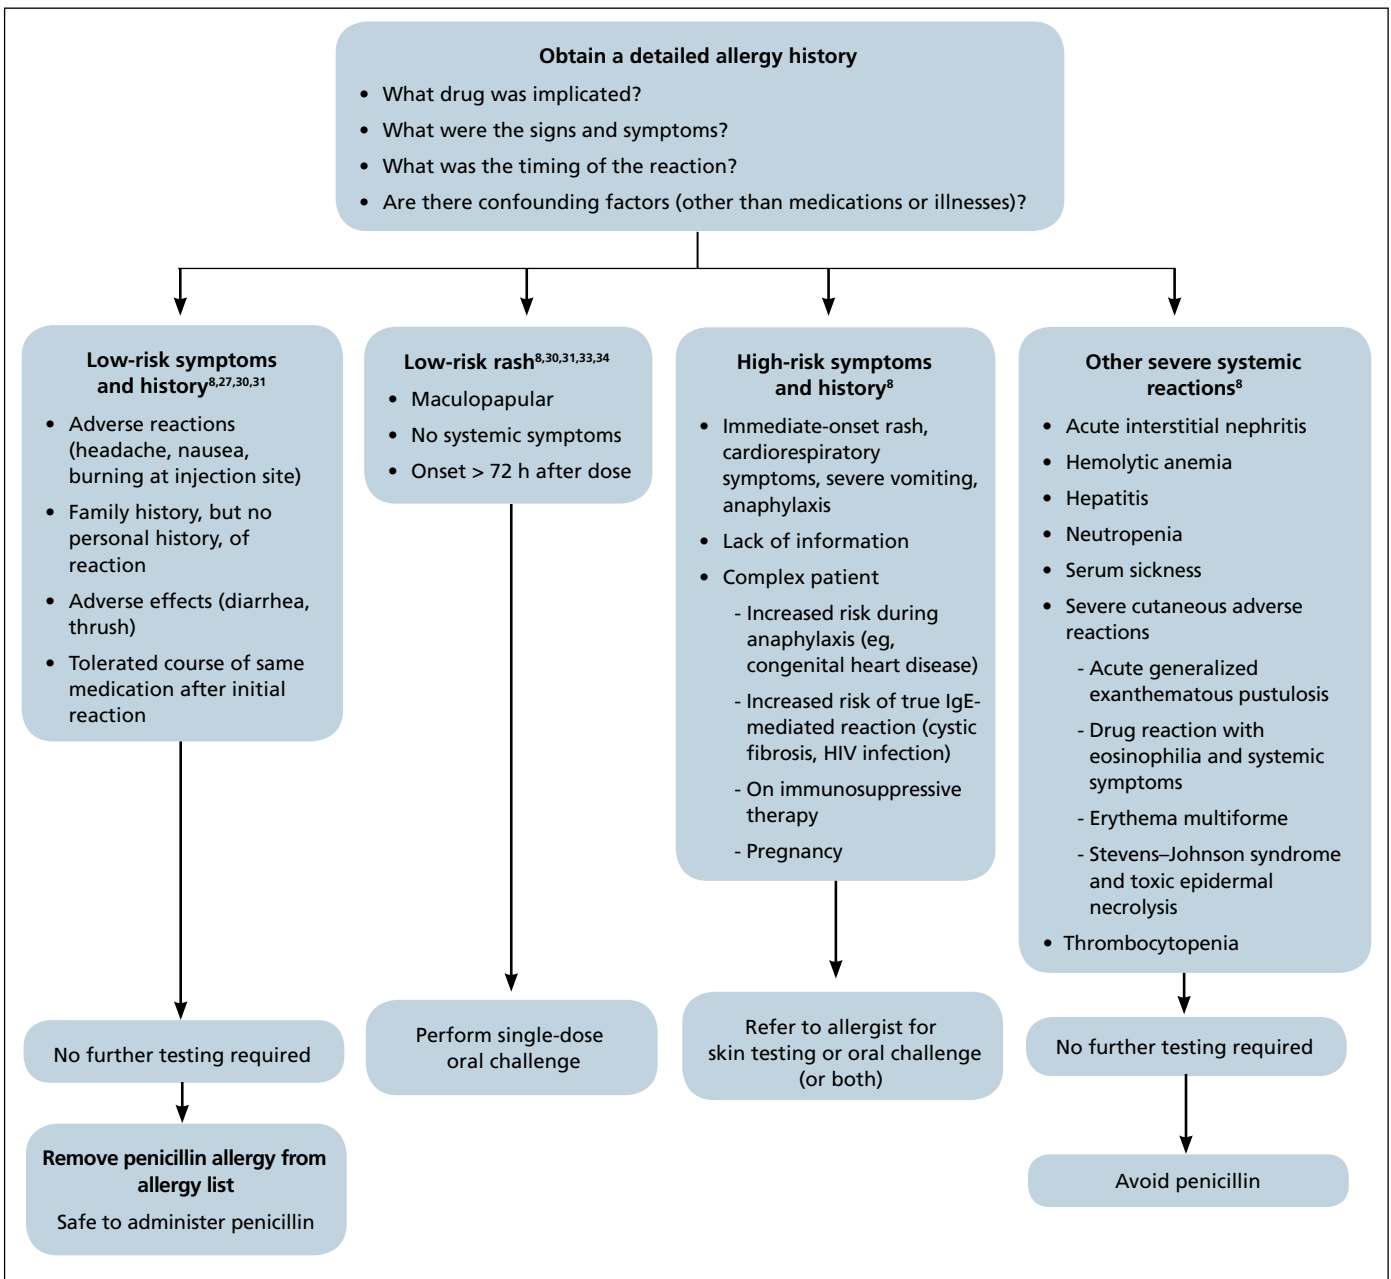 Obtain a detailed allergy history
• What drug was implicated?
• What were the signs and symptoms?
• What was the timing of the reaction?
• Are there confounding factors (other than medications or illnesses)?
Low-risk symptoms
and history8,27,30,31
• Adverse reactions
(headache, nausea,
burning at injection site)
• Family history, but no
personal history, of
reaction
• Adverse effects (diarrhea,
thrush)
• Tolerated course of same
medication after initial
reaction
No further testing required
Remove penicillin allergy from
allergy list
Safe to administer penicillin
Low-risk rash8,30,31,33,34
• Maculopapular
• No systemic symptoms
• Onset > 72 h after dose
Perform single-dose
oral challenge
High-risk symptoms
and history8
• Immediate-onset rash,
cardiorespiratory
symptoms, severe vomiting,
anaphylaxis
• Lack of information
• Complex patient
- Increased risk during
anaphylaxis (eg,
congenital heart disease)
- Increased risk of true IgE-
mediated reaction (cystic
fibrosis, HIV infection)
- On immunosuppressive
therapy
- Pregnancy
Refer to allergist for
skin testing or oral challenge
(or both)
Other severe systemic
reactions8
• Acute interstitial nephritis
• Hemolytic anemia
• Hepatitis
• Neutropenia
• Serum sickness
• Severe cutaneous adverse
reactions
- Acute generalized
exanthematous pustulosis
- Drug reaction with
eosinophilia and systemic
symptoms
- Erythema multiforme
- Stevens–Johnson syndrome
and toxic epidermal
necrolysis
• Thrombocytopenia
No further testing required
Avoid penicillin